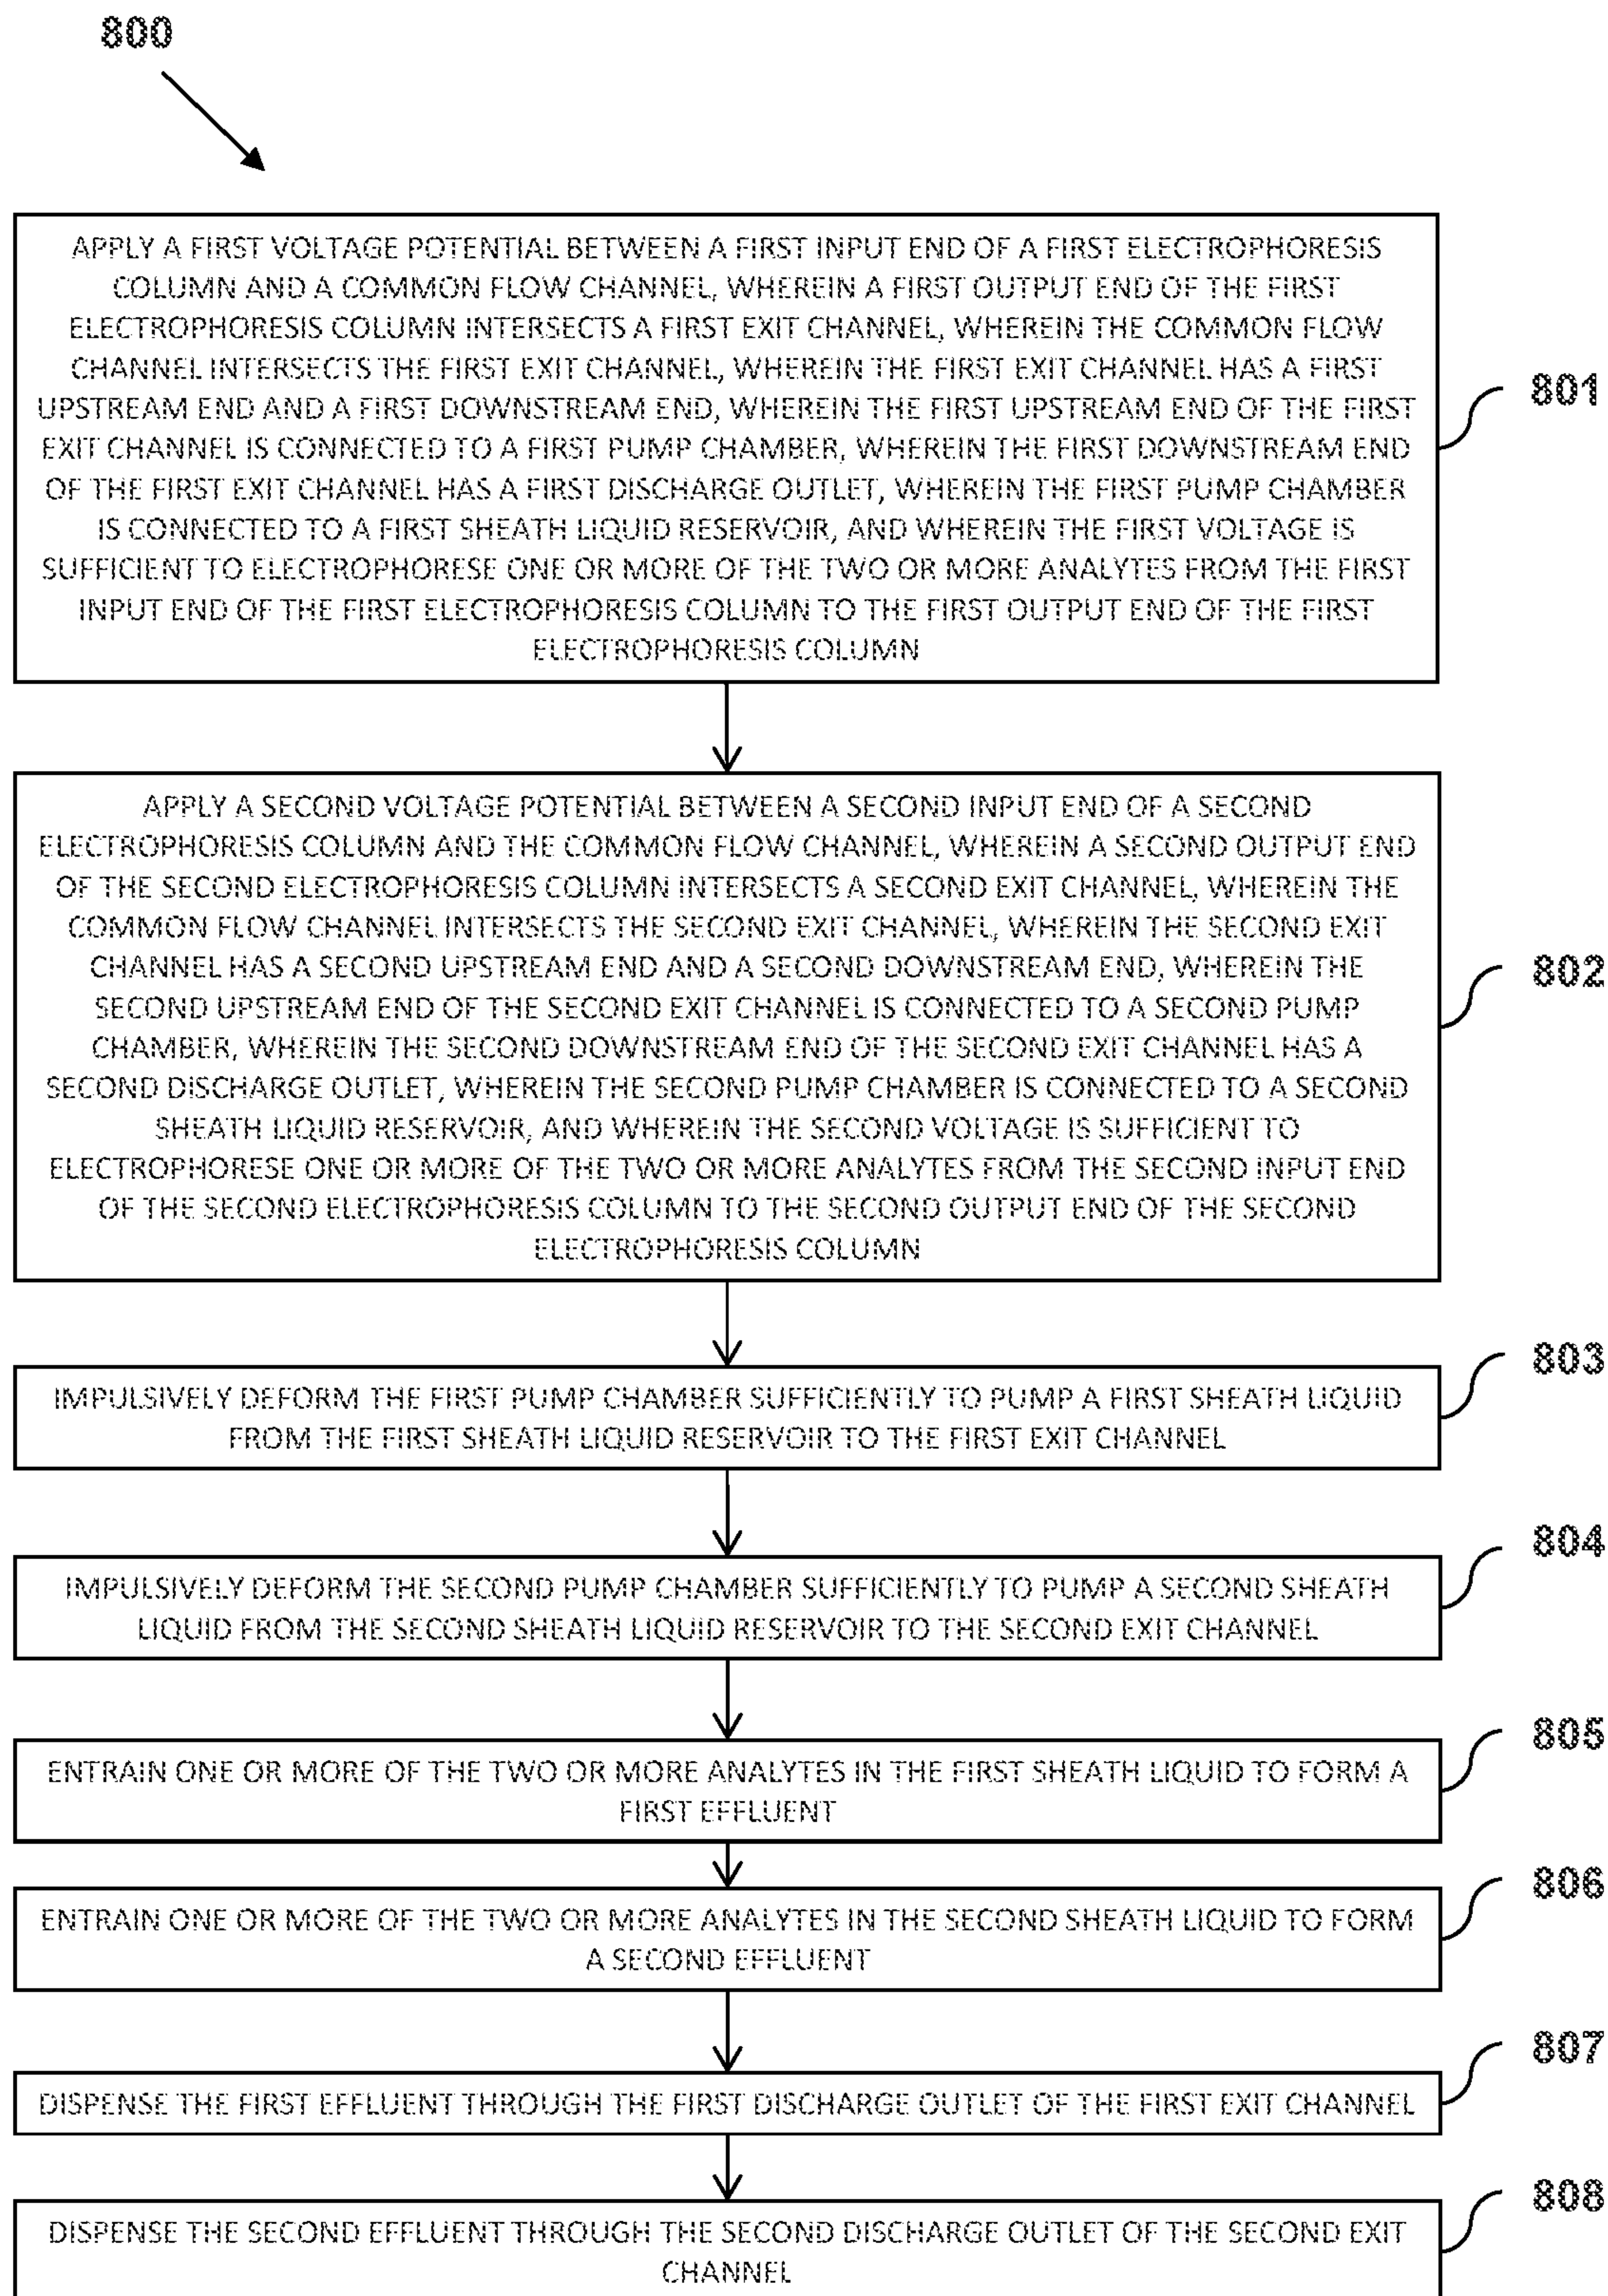 800
APPLY A FIRST VOLTAGE POTENTIAL BETWEEN A FIRST INPUT END OF A FIRST ELECTROPHORESIS
COLUMN AND A COMMON FLOW CHANNEL, WHEREIN A FIRST OUTPUT END OF THE FIRST
ELECTROPHORESIS COLUMN INTERSECTS A FIRST EXIT CHANNEL, WHEREIN THE COMMON FLOW
CHANNEL INTERSECTS THE FIRST EXIT CHANNEL, WHEREIN THE FIRST EXIT CHANNEL HAS A FIRST
UPSTREAM END AND A FIRST DOWNSTREAM END, WHEREIN THE FIRST UPSTREAM END OF THE FIRST
EXIT CHANNEL IS CONNECTED TO A FIRST PUMP CHAMBER, WHEREIN THE FIRST DOWNSTREAM END
OF THE FIRST EXIT CHANNEL HAS A FIRST DISCHARGE OUTLET, WHEREIN THE FIRST PUMP CHAMBER
IS CONNECTED TO A FIRST SHEATH LIQUID RESERVOIR, AND WHEREIN THE FIRST VOLTAGE IS
SUFFICIENT TO ELECTROPHORESE ONE OR MORE OF THE TWO OR MORE ANALYTES FROM THE FIRST
INPUT END OF THE FIRST ELECTROPHORESIS COLUMN TO THE FIRST OUTPUT END OF THE FIRST
ELECTROPHORESIS COLUMN
801
APPLY A SECOND VOLTAGE POTENTIAL BETWEEN A SECOND INPUT END OF A SECOND
ELECTROPHORESIS COLUMN AND THE COMMON FLOW CHANNEL, WHEREIN A SECOND OUTPUT END
OF THE SECOND ELECTROPHORESIS COLUMN INTERSECTS A SECOND EXIT CHANNEL, WHEREIN THE
COMMON FLOW CHANNEL INTERSECTS THE SECOND EXIT CHANNEL, WHEREIN THE SECOND EXIT
CHANNEL HAS A SECOND UPSTREAM END AND A SECOND DOWNSTREAM END, WHEREIN THE
SECOND UPSTREAM END OF THE SECOND EXIT CHANNEL IS CONNECTED TO A SECOND PUMP
CHAMBER, WHEREIN THE SECOND DOWNSTREAM END OF THE SECOND EXIT CHANNEL HAS A
SECOND DISCHARGE OUTLET, WHEREIN THE SECOND PUMP CHAMBER IS CONNECTED TO A SECOND
SHEATH LIQUID RESERVOIR, AND WHEREIN THE SECOND VOLTAGE IS SUFFICIENT TO
ELECTROPHORESE ONE OR MORE OF THE TWO OR MORE ANALYTES FROM THE SECOND INPUT END
OF THE SECOND ELECTROPHORESIS COLUMN TO THE SECOND OUTPUT END OF THE SECOND
ELECTROPHORESIS COLUMN
802
IMPULSIVELY DEFORM THE FIRST PUMP CHAMBER SUFFICIENTLY TO PUMP A FIRST SHEATH LIQUID
FROM THE FIRST SHEATH LIQUID RESERVOIR TO THE FIRST EXIT CHANNEL
803
IMPULSIVELY DEFORM THE SECOND PUMP CHAMBER SUFFICIENTLY TO PUMP A SECOND SHEATH
LIQUID FROM THE SECOND SHEATH LIQUID RESERVOIR TO THE SECOND EXIT CHANNEL
804
ENTRAIN ONE OR MORE OF THE TWO OR MORE ANALYTES IN THE FIRST SHEATH LIQUID TO FORM A
FIRST EFFLUENT
805
ENTRAIN ONE OR MORE OF THE TWO OR MORE ANALYTES IN THE SECOND SHEATH LIQUID TO FORM
A SECOND EFFLUENT
806
DISPENSE THE FIRST EFFLUENT THROUGH THE FIRST DISCHARGE OUTLET OF THE FIRST EXIT CHANNEL
807
DISPENSE THE SECOND EFFLUENT THROUGH THE SECOND DISCHARGE OUTLET OF THE SECOND EXIT
CHANNEL
808